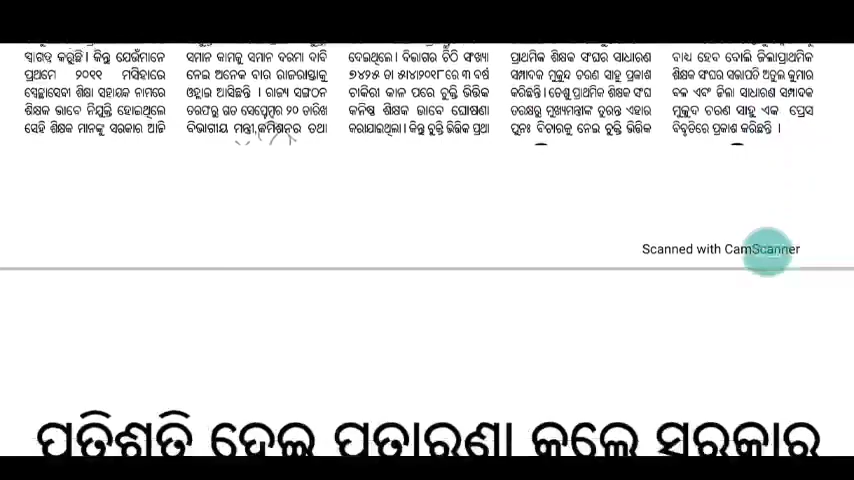 ସ୍ୱାଗତ କରୁଛି । କିନ୍ତୁ ଯେଉଁମାନେ
ପ୍ରଥମେ ୨୦୧୧ ମସିହାରେ
ସ୍ୱେଚ୍ଛାସେବୀ ଶିକ୍ଷା ସହାୟକ ନାମରେ
ଶିକ୍ଷକ ଭାବେ ନିଯୁକ୍ତି ହୋଇଥିଲେ
ସେହି ଶିକ୍ଷକ ମାନଙ୍କୁ ସରକାର ଆଜି
ସମାନ କାମକୁ ସମାନ ଦରମା ଦାବି
ନେଇ ଅନେକ ବାର ରାଜରାସ୍ତାକୁ
ଓହ୍ଲାଇ ଆସିଛନ୍ତି । ରାଜ୍ୟ ସଙ୍ଗଠନ
ତରଫରୁ ଗତ ସେପ୍ଟେମ୍ବର ୨୦ ତାରିଖ
ବିଭାଗୀୟ ମନ୍ତ୍ରୀ,କମିଶନର ତଥା
ଦେଇଥିଲେ । ବିଭାଗର ଚିଠି ସଂଖ୍ୟା
୭୪୨୫ ତା ୫।୪।୨୦୧୮ ରେ ୩ ବର୍ଷ
ଚାକିରୀ କାଳ ପରେ ଚୁକ୍ତି ଭିତ୍ତିକ
କନିଷ୍ଠ ଶିକ୍ଷକ ଭାବେ ଘୋଷଣା
କରାଯାଇଥିଲା । କିନ୍ତୁ ଚୁକ୍ତି ଭିତ୍ତିକ ପ୍ରଥା
ପ୍ରାଥମିକ ଶିକ୍ଷକ ସଂଘର ସାଧାରଣ
ସମ୍ପାଦକ ମୁକୁନ୍ଦ ଚରଣ ସାହୁ ପ୍ରକାଶ
କରିଛନ୍ତି । ତେଣୁ ପ୍ରାଥମିକ ଶିକ୍ଷକ ସଂଘ
ତରଫରୁ ମୁଖ୍ୟମନ୍ତ୍ରୀଙ୍କ ତୁରନ୍ତ ଏହାର
ପୁନଃ ବିଚାରକୁ ନେଇ ଚୁକ୍ତି ଭିତ୍ତିକ
ବାଧ୍ୟ ହେବ ବୋଲି ଜିଲାପ୍ରାଥମିକ
ଶିକ୍ଷକ ସଂଘର ସଭାପତି ଅତୁଲ କୁମାର
ବଳ ଏବଂ ଜିଲା ସାଧାରଣ ସମ୍ପାଦକ
ମୁକୁନ୍ଦ ଚରଣ ସାହୁ ଏକ ପ୍ରେସ
ବିବୃତିରେ ପ୍ରକାଶ କରିଛନ୍ତି ।
Scanned with CamScanner
ପ୍ରତିଶ୍ରୁତି ଦେଇ ପ୍ରତାରଣା କଲେ ସରକାର